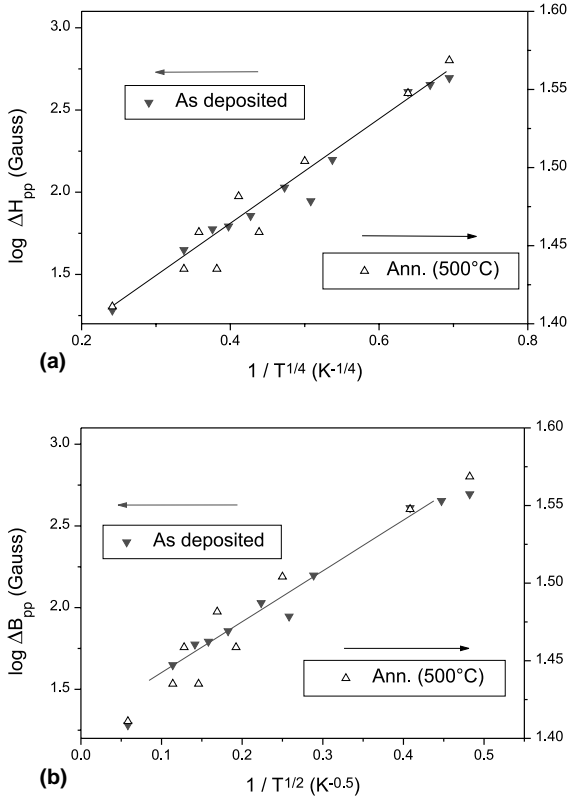 (a)
log ΔH_pp (Gauss)
3.0
2.5
2.0
1.5
1.60
1.55
1.50
1.45
1.40
As deposited
Ann. (500°C)
0.2 0.4 0.6 0.8
1 / T^1/4 (K^-1/4)
(b)
log ΔB_pp (Gauss)
3.0
2.5
2.0
1.5
1.60
1.55
1.50
1.45
1.40
As deposited
Ann. (500°C)
0.0 0.1 0.2 0.3 0.4 0.5
1 / T^1/2 (K^-0.5)